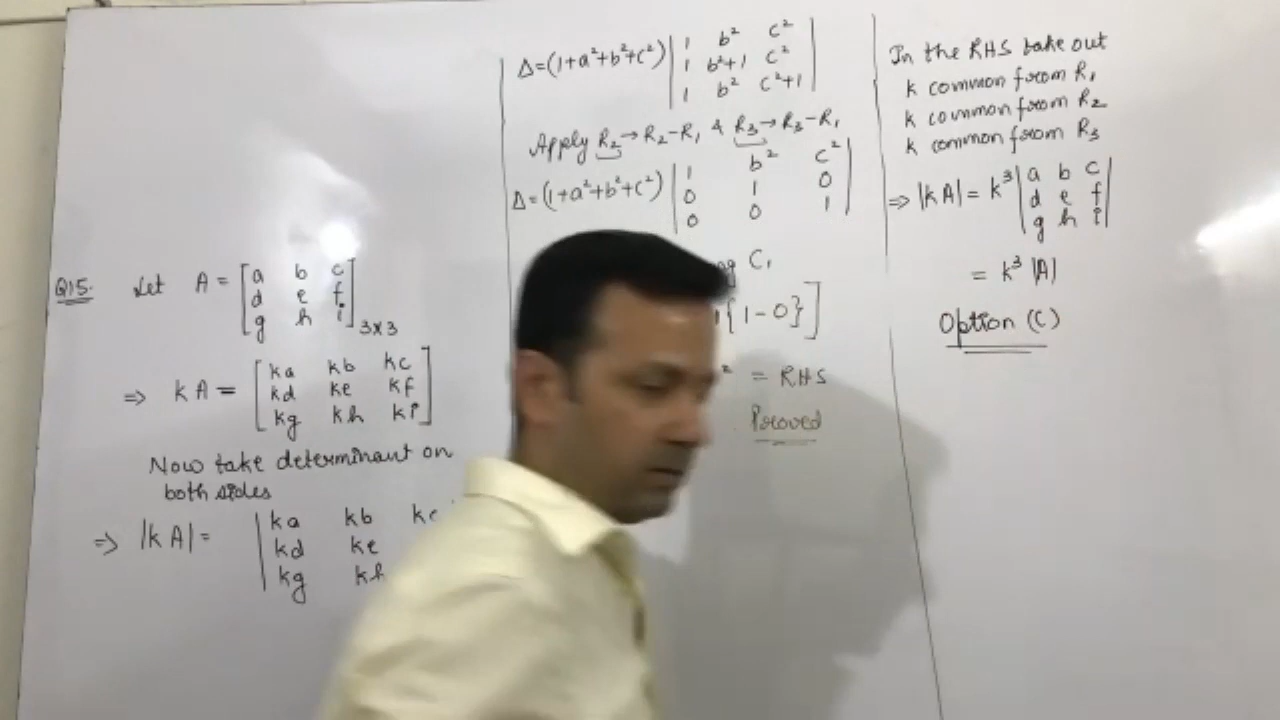 Q15. Let A = [a b c
d e f
g h i]3×3
⇒ kA = [ka kb kc
kd ke kf
kg kh ki]
Now take determinant on
both sides
⇒ |kA| = |ka kb kc
kd ke
kg kh
Δ=(1+a²+b²+c²)|1 b² c²
1 b²+1 c²
1 b² c²+1|
Apply R₂→R₂-R₁ & R₃→R₃-R₁
Δ=(1+a²+b²+c²)|1 b² c²
0 1 0
0 0 1|
C₁
{1-0}]
² = RHS
Proved
In the RHS take out
k common from R₁
k common from R₂
k common from R₃
⇒ |kA| = k³|a b c
d e f
g h i|
= k³ |A|
Option (C)